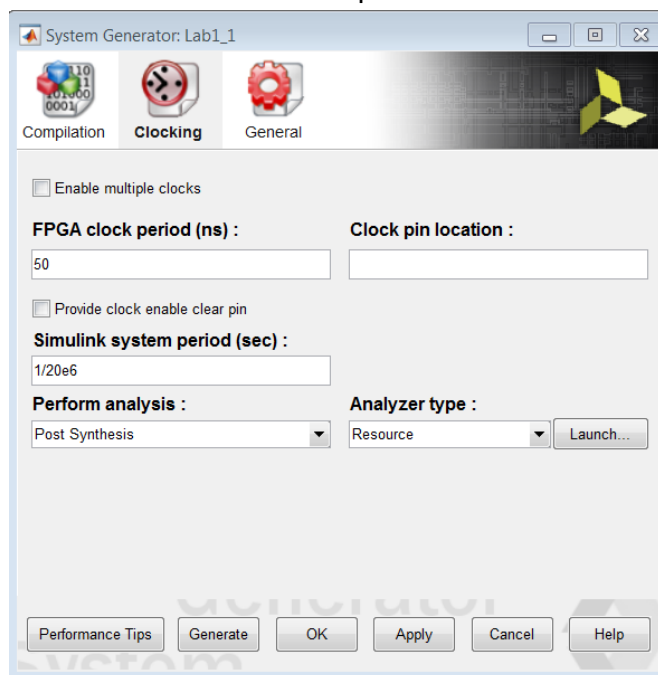 System Generator: Lab1_1
Compilation Clocking General
Enable multiple clocks
FPGA clock period (ns) : Clock pin location :
50
Provide clock enable clear pin
Simulink system period (sec) :
1/20e6
Perform analysis : Analyzer type :
Post Synthesis Resource Launch...
Generator
Performance Tips Generate OK Apply Cancel Help
System